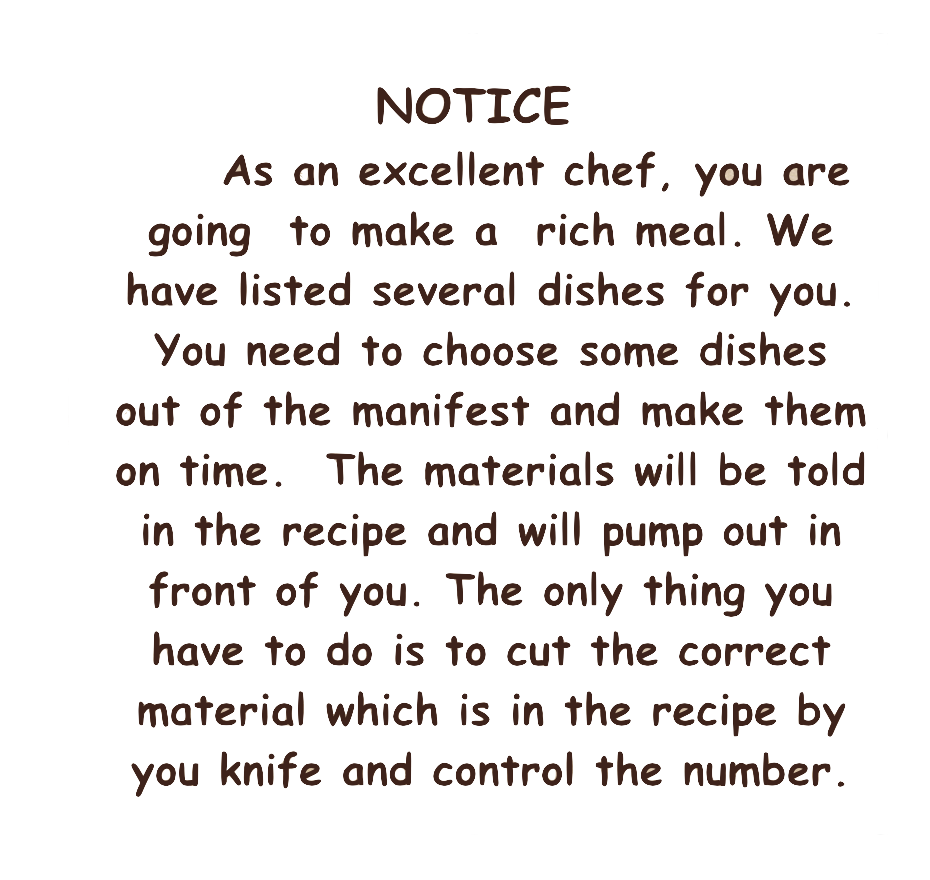 NOTICE
As an excellent chef, you are
going to make a rich meal. We
have listed several dishes for you.
You need to choose some dishes
out of the manifest and make them
on time. The materials will be told
in the recipe and will pump out in
front of you. The only thing you
have to do is to cut the correct
material which is in the recipe by
you knife and control the number.